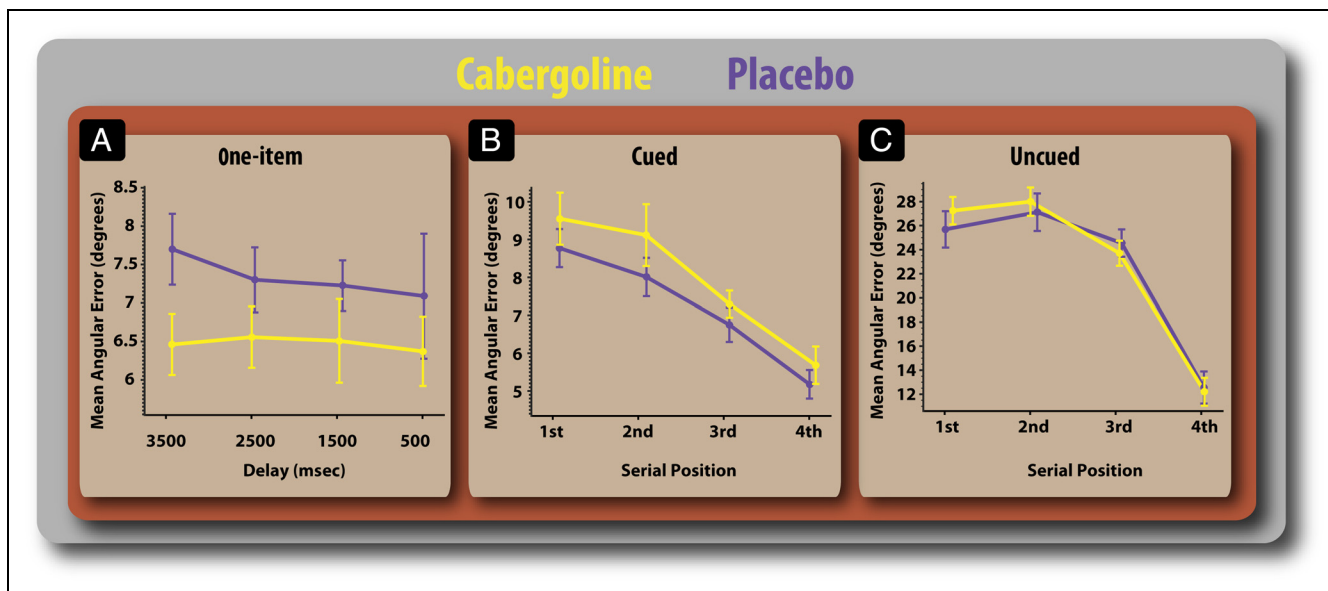 Cabergoline Placebo
A
One-item
Mean Angular Error (degrees)
8.5
8
7.5
7
6.5
6
3500 2500 1500 500
Delay (msec)
B
Cued
Mean Angular Error (degrees)
10
9
8
7
6
5
1st 2nd 3rd 4th
Serial Position
C
Uncued
Mean Angular Error (degrees)
28
26
24
22
20
18
16
14
12
1st 2nd 3rd 4th
Serial Position